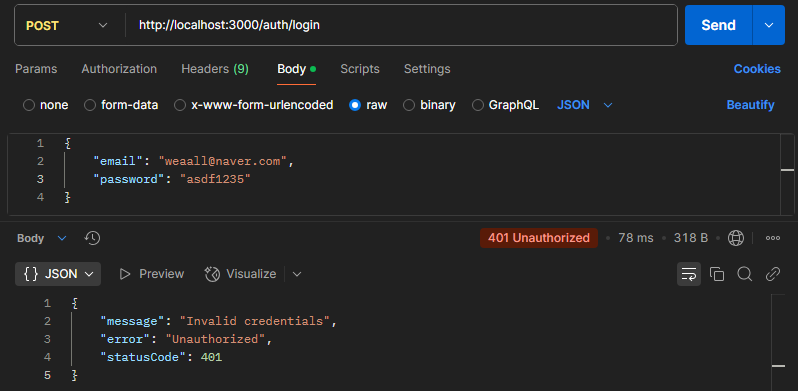 POST http://localhost:3000/auth/login Send
Params Authorization Headers (9) Body Scripts Settings Cookies
none form-data x-www-form-urlencoded raw binary GraphQL JSON Beautify
1 {
2 "email": "weaall@naver.com",
3 "password": "asdf1235"
4 }
Body 401 Unauthorized • 78 ms • 318 B •
{} JSON Preview Visualize
1 {
2 "message": "Invalid credentials",
3 "error": "Unauthorized",
4 "statusCode": 401
5 }